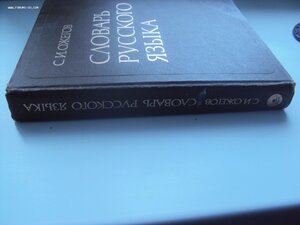 С.И.ОЖЕГОВ
СЛОВАРЬ
РУССКОГО
ЯЗЫКА
С.И.ОЖЕГОВ СЛОВАРЬ РУССКОГО ЯЗЫКА